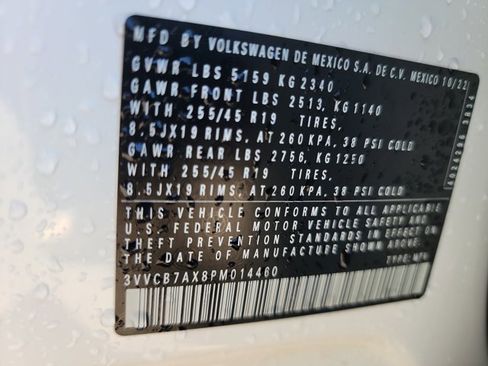 MFD BY VOLKSWAGEN DE MEXICO S.A. DE C.V. MEXICO 10/22
GVWR LBS 5159 KG 2340
GAWR FRONT LBS 2513, KG 1140
WITH 255/45 R19 TIRES,
8,5JX19 RIMS, AT 260 KPA, 38 PSI COLD
GAWR REAR LBS 2756, KG 1250
WITH 255/45 R19 TIRES,
8,5JX19 RIMS, AT 260 KPA, 38 PSI COLD
THIS VEHICLE CONFORMS TO ALL APPLICABLE
U.S. FEDERAL MOTOR VEHICLE SAFETY AND
THEFT PREVENTION STANDARDS IN EFFECT ON
THE DATE OF MANUFACTURE SHOWN ABOVE
3VVCB7AX8PM014460 TYPE: MPV